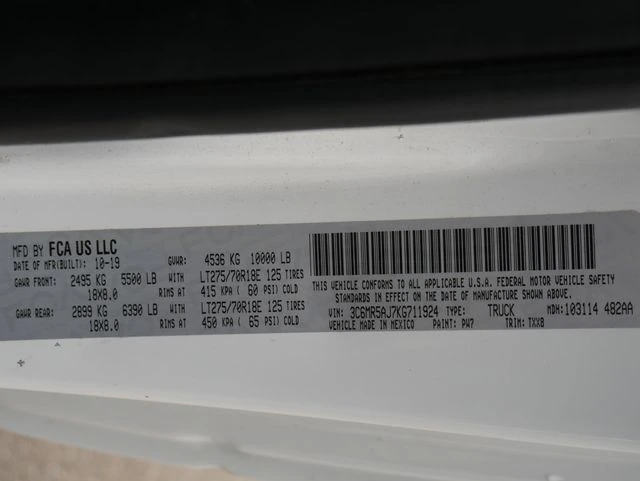 MFD BY FCA US LLC
DATE OF MFR(BUILT): 10-19 GVWR: 4536 KG 10000 LB
GAWR FRONT: 2495 KG 5500 LB WITH LT275/70R18E 125 TIRES
18X8.0 RIMS AT 415 KPA ( 60 PSI) COLD
GAWR REAR: 2899 KG 6390 LB WITH LT275/70R18E 125 TIRES
18X8.0 RIMS AT 450 KPA ( 65 PSI) COLD
THIS VEHICLE CONFORMS TO ALL APPLICABLE U.S.A. FEDERAL MOTOR VEHICLE SAFETY
STANDARDS IN EFFECT ON THE DATE OF MANUFACTURE SHOWN ABOVE.
VIN: 3C6MR5AJ7KG711924 TYPE: TRUCK MDH: 103114 482AA
VEHICLE MADE IN MEXICO PAINT: PW7 TRIM: TXX8